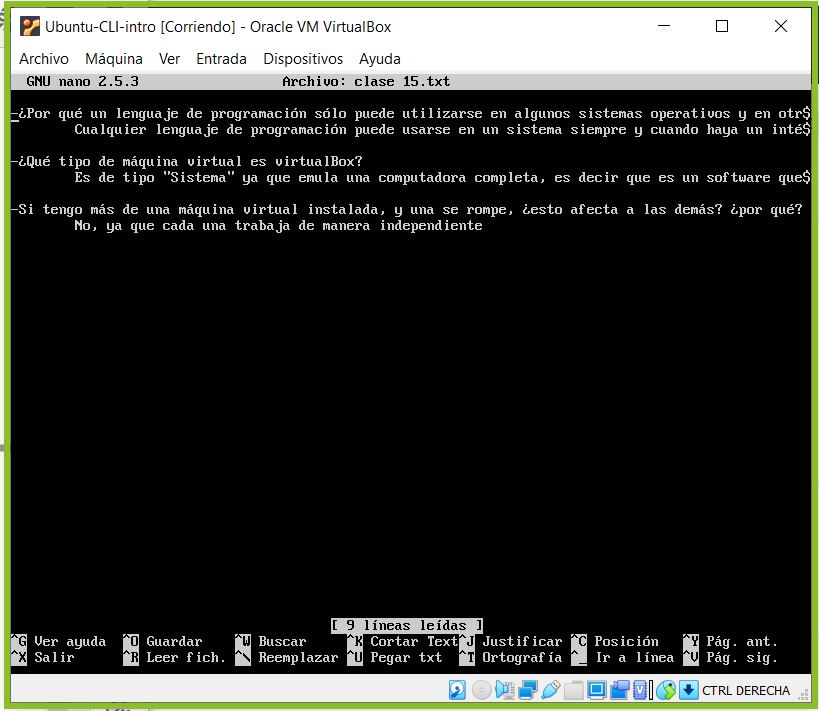 Ubuntu-CLI-intro [Corriendo] - Oracle VM VirtualBox
Archivo Máquina Ver Entrada Dispositivos Ayuda
GNU nano 2.5.3 Archivo: clase 15.txt
-¿Por qué un lenguaje de programación sólo puede utilizarse en algunos sistemas operativos y en otr$
Cualquier lenguaje de programación puede usarse en un sistema siempre y cuando haya un inté$
-¿Qué tipo de máquina virtual es virtualBox?
Es de tipo "Sistema" ya que emula una computadora completa, es decir que es un software que$
-Si tengo más de una máquina virtual instalada, y una se rompe, ¿esto afecta a las demás? ¿por qué?
No, ya que cada una trabaja de manera independiente
[ 9 líneas leídas ]
^G Ver ayuda ^O Guardar ^W Buscar ^K Cortar Text ^J Justificar ^C Posición ^Y Pág. ant.
^X Salir ^R Leer fich. ^\ Reemplazar ^U Pegar txt ^T Ortografía ^_ Ir a línea ^V Pág. sig.
CTRL DERECHA